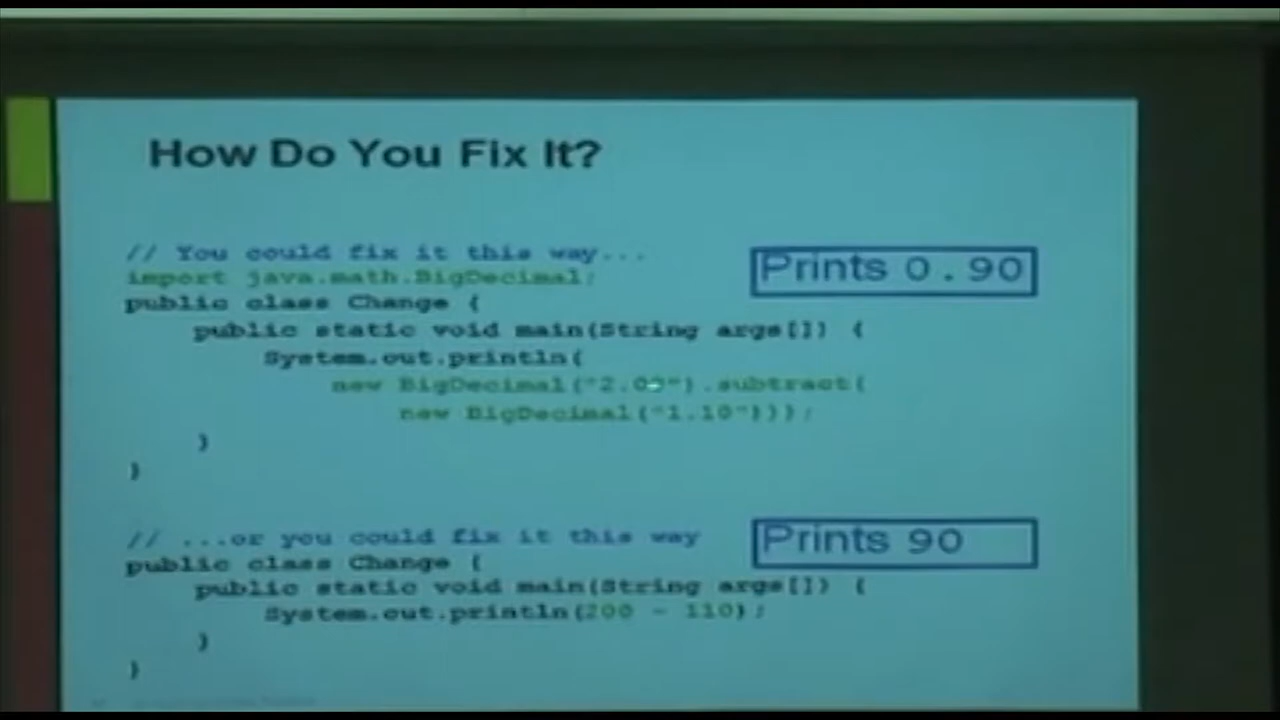 How Do You Fix It?
// You could fix it this way...
Prints 0.90
import java.math.BigDecimal;
public class Change {
public static void main(String args[]) {
System.out.println(
new BigDecimal("2.00").subtract(
new BigDecimal("1.10")));
}
}
// ...or you could fix it this way
Prints 90
public class Change {
public static void main(String args[]) {
System.out.println(200 - 110);
}
}